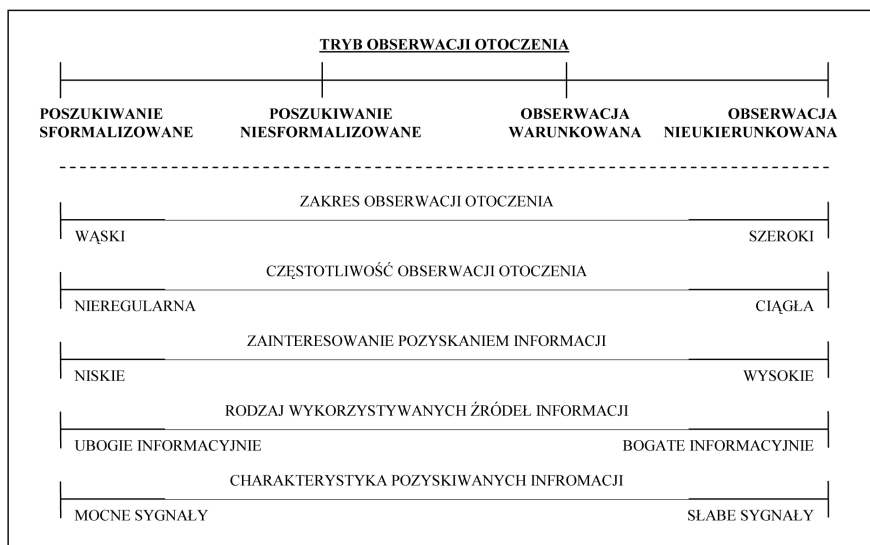 TRYB OBSERWACJI OTOCZENIA
POSZUKIWANIE SFORMALIZOWANE
POSZUKIWANIE NIESFORMALIZOWANE
OBSERWACJA WARUNKOWANA
OBSERWACJA NIEUKIERUNKOWANA
ZAKRES OBSERWACJI OTOCZENIA
WĄSKI SZEROKI
CZĘSTOTLIWOŚĆ OBSERWACJI OTOCZENIA
NIEREGULARNA CIĄGŁA
ZAINTERESOWANIE POZYSKANIEM INFORMACJI
NISKIE WYSOKIE
RODZAJ WYKORZYSTYWANYCH ŹRÓDEŁ INFORMACJI
UBOGIE INFORMACYJNIE BOGATE INFORMACYJNIE
CHARAKTERYSTYKA POZYSKIWANYCH INFROMACJI
MOCNE SYGNAŁY SŁABE SYGNAŁY